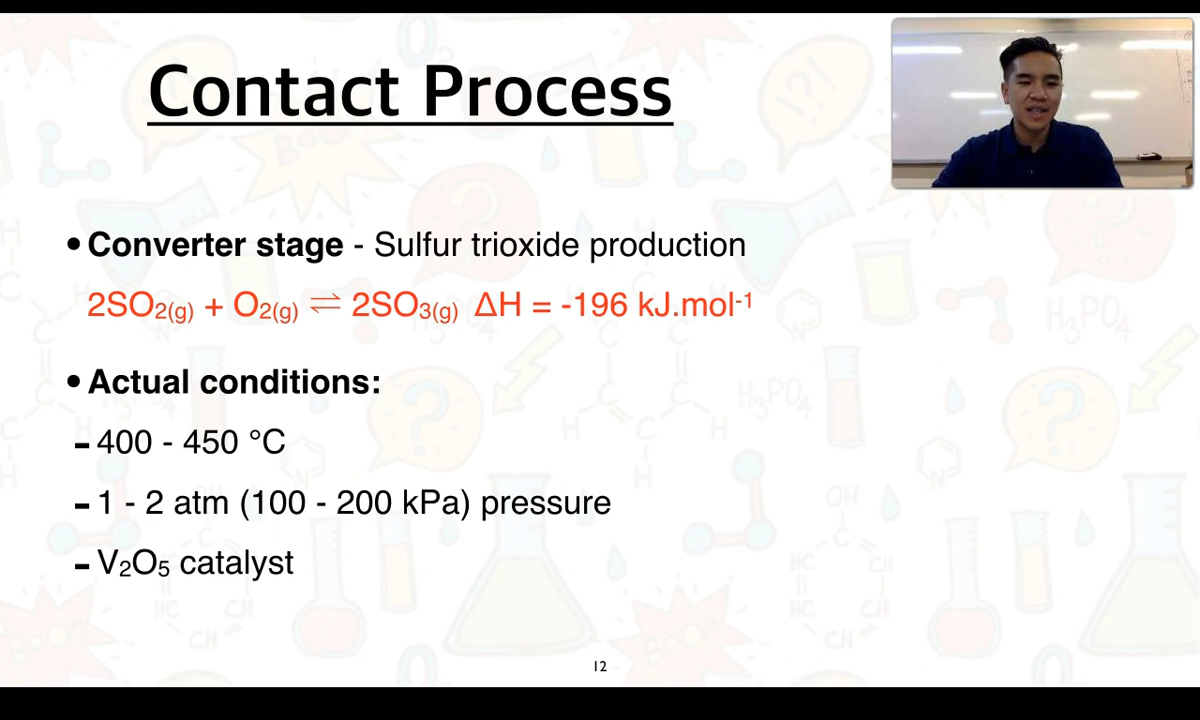 Contact Process
• Converter stage - Sulfur trioxide production
2SO₂(g) + O₂(g) ⇌ 2SO₃(g) ΔH = -196 kJ.mol⁻¹
• Actual conditions:
- 400 - 450 °C
- 1 - 2 atm (100 - 200 kPa) pressure
- V₂O₅ catalyst
12